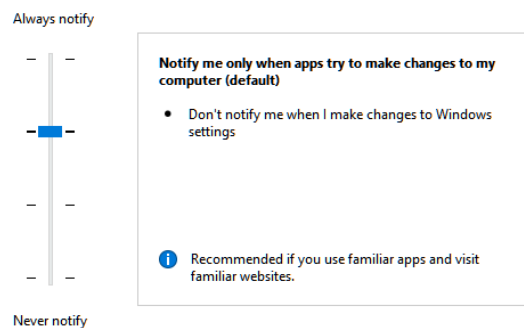 Always notify
Notify me only when apps try to make changes to my
computer (default)
• Don't notify me when I make changes to Windows
settings
Recommended if you use familiar apps and visit
familiar websites.
Never notify